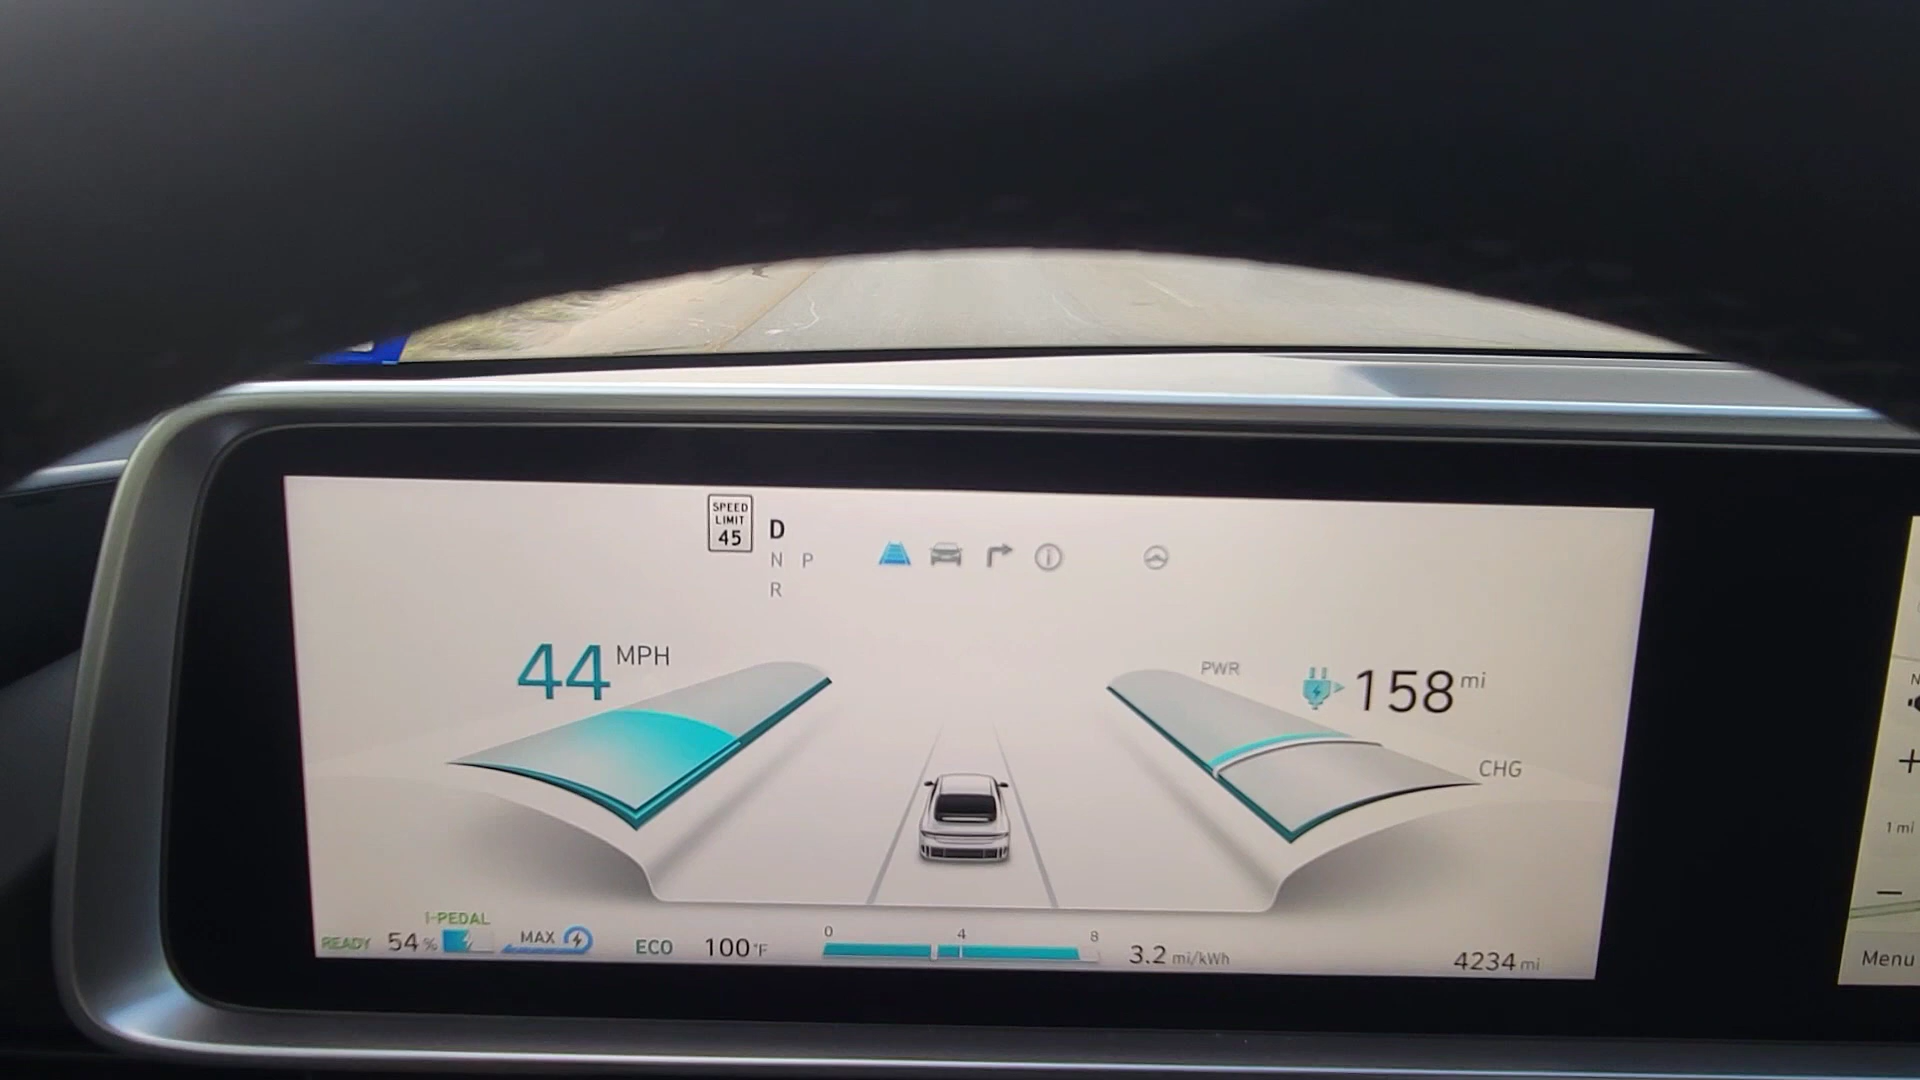 SPEED
LIMIT
45
D
N P
R
44 MPH
PWR
158 mi
CHG
I-PEDAL
READY 54% MAX ECO 100°F
0 4 8
3.2 mi/kWh
4234 mi
N
+
1 mi
−
Menu